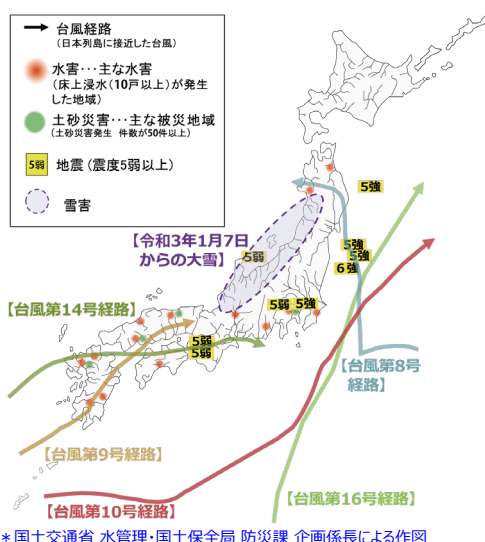 台風経路
(日本列島に接近した台風)
水害･･･主な水害
(床上浸水(10戸以上)が発生
した地域)
土砂災害･･･主な被災地域
(土砂災害発生 件数が50件以上)
5弱 地震(震度5弱以上)
雪害
5強
【令和3年1月7日
からの大雪】
5弱
5強
5強
6強
5弱
5強
【台風第14号経路】
5弱
5弱
【台風第8号
経路】
【台風第9号経路】
【台風第10号経路】
【台風第16号経路】
＊国土交通省 水管理･国土保全局 防災課 企画係長による作図